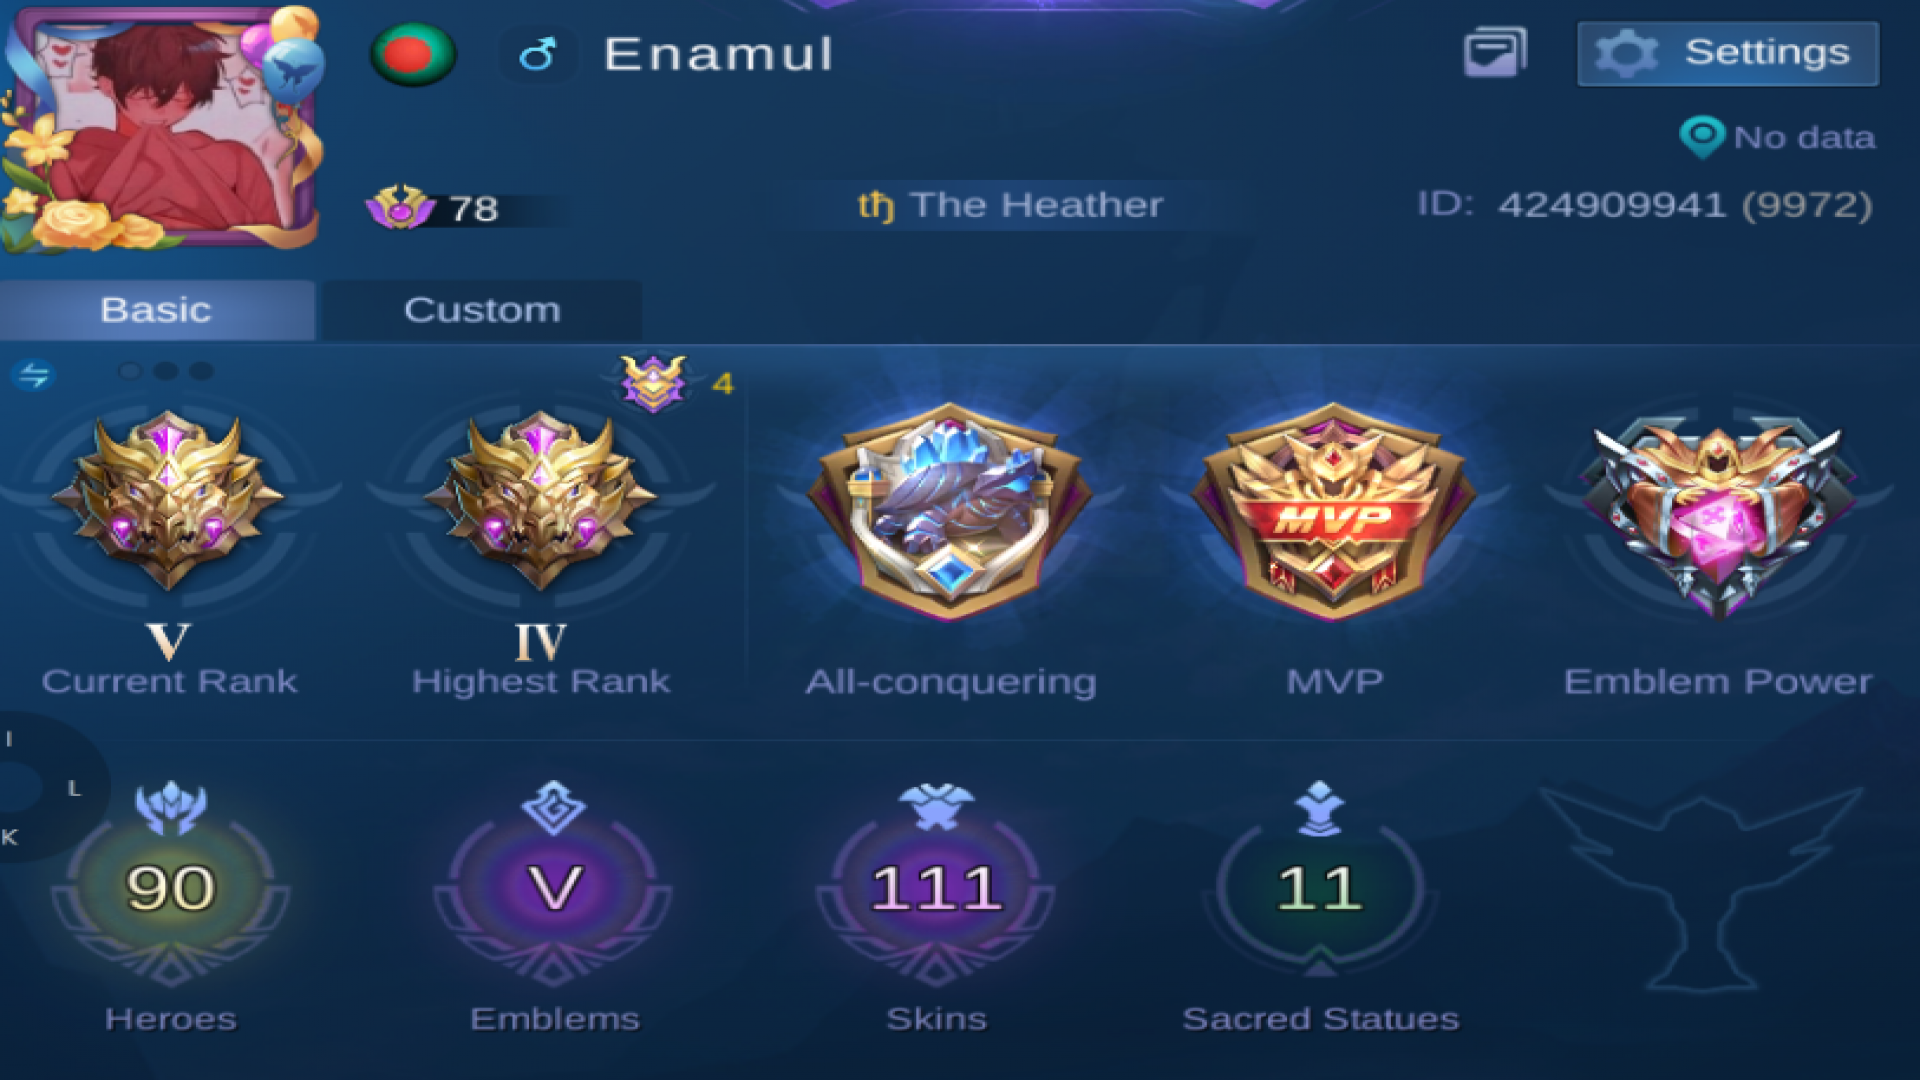 Enamul
Settings
No data
78
tђ The Heather
ID: 424909941 (9972)
Basic
Custom
4
MVP
V
IV
Current Rank
Highest Rank
All-conquering
MVP
Emblem Power
I
L
K
90
V
111
11
Heroes
Emblems
Skins
Sacred Statues